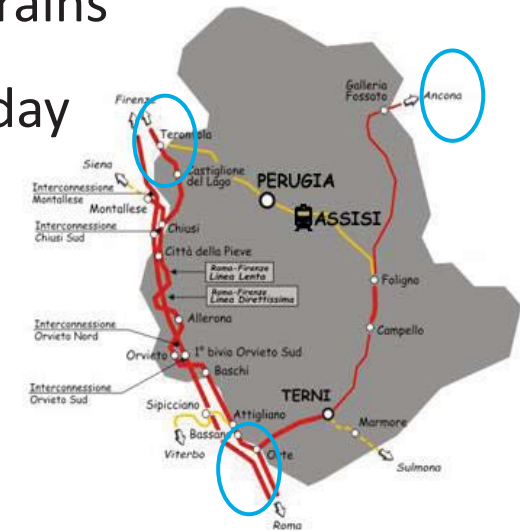 rains
day
Galleria
Fossato
Ancona
Firenze
Terontola
Siena
Castiglione
del Lago
PERUGIA
Interconnessione
Montallese
Montallese
ASSISI
Interconnessione
Chiusi Sud
Chiusi
Città della Pieve
Roma-Firenze
Linea Lenta
Foligno
Roma-Firenze
Linea Direttissima
Allerona
Campello
Interconnessione
Orvieto Nord
Orvieto
1° bivio Orvieto Sud
Baschi
Interconnessione
Orvieto Sud
TERNI
Sipicciano
Attigliano
Marmore
Bassano
Orte
Viterbo
Sulmona
Roma